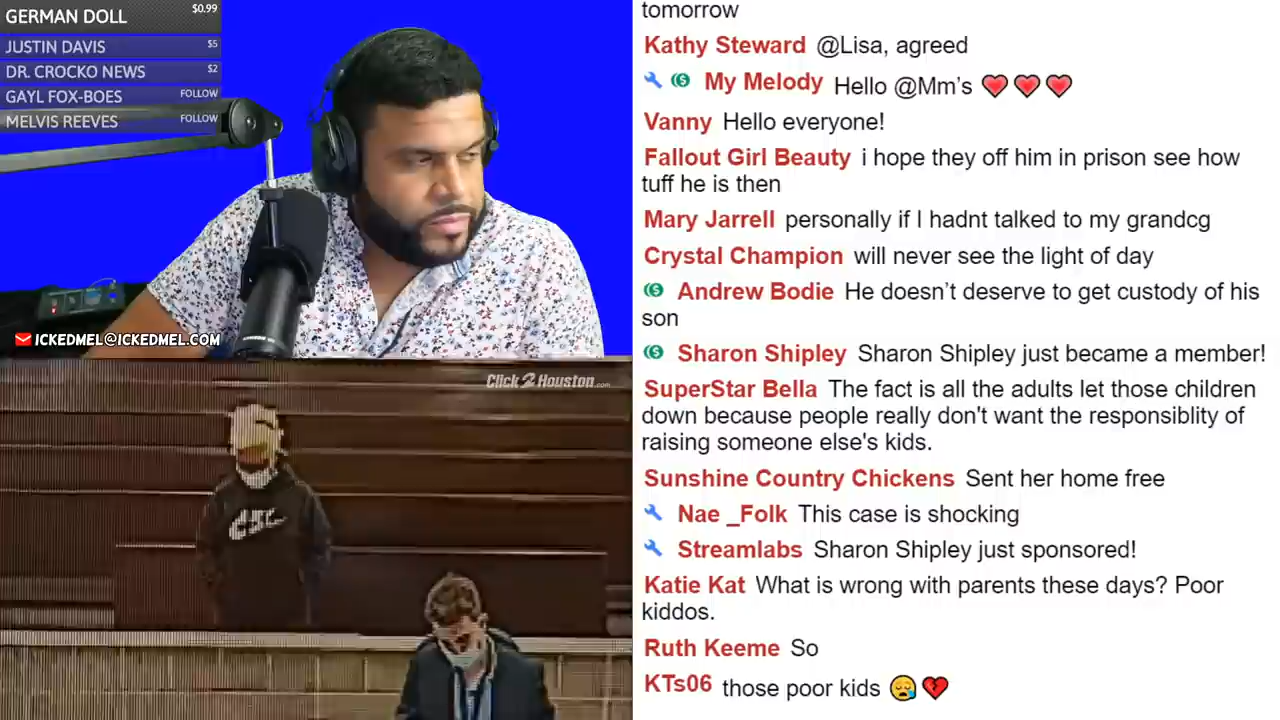 GERMAN DOLL $0.99
JUSTIN DAVIS $5
DR. CROCKO NEWS $2
GAYL FOX-BOES FOLLOW
MELVIS REEVES FOLLOW
ICKEDMEL@ICKEDMEL.COM
Click2Houston.com
tomorrow
Kathy Steward @Lisa, agreed
My Melody Hello @Mm’s ❤️❤️❤️
Vanny Hello everyone!
Fallout Girl Beauty i hope they off him in prison see how
tuff he is then
Mary Jarrell personally if I hadnt talked to my grandcg
Crystal Champion will never see the light of day
Andrew Bodie He doesn’t deserve to get custody of his
son
Sharon Shipley Sharon Shipley just became a member!
SuperStar Bella The fact is all the adults let those children
down because people really don't want the responsiblity of
raising someone else's kids.
Sunshine Country Chickens Sent her home free
Nae _Folk This case is shocking
Streamlabs Sharon Shipley just sponsored!
Katie Kat What is wrong with parents these days? Poor
kiddos.
Ruth Keeme So
KTs06 those poor kids 😪💔